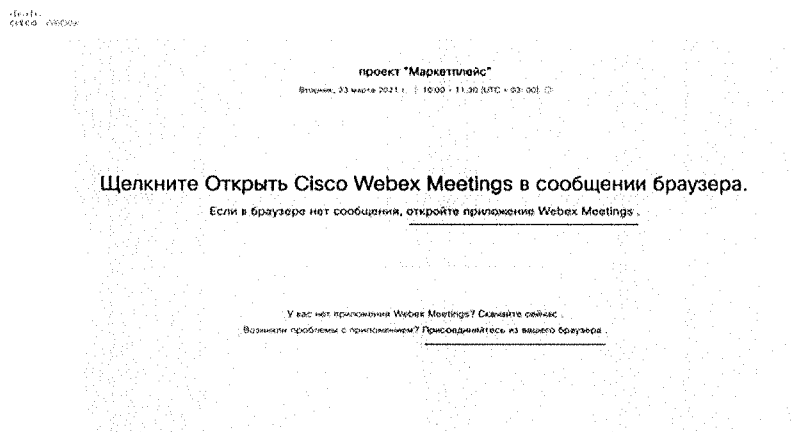 cisco Webex
проект "Маркетплейс"
Вторник, 23 марта 2021 г. | 10:00 - 11:30 (UTC + 03:00)
Щелкните Открыть Cisco Webex Meetings в сообщении браузера.
Если в браузере нет сообщения, откройте приложение Webex Meetings .
У вас нет приложения Webex Meetings? Скачайте сейчас .
Возникли проблемы с приложением? Присоединяйтесь из вашего браузера .